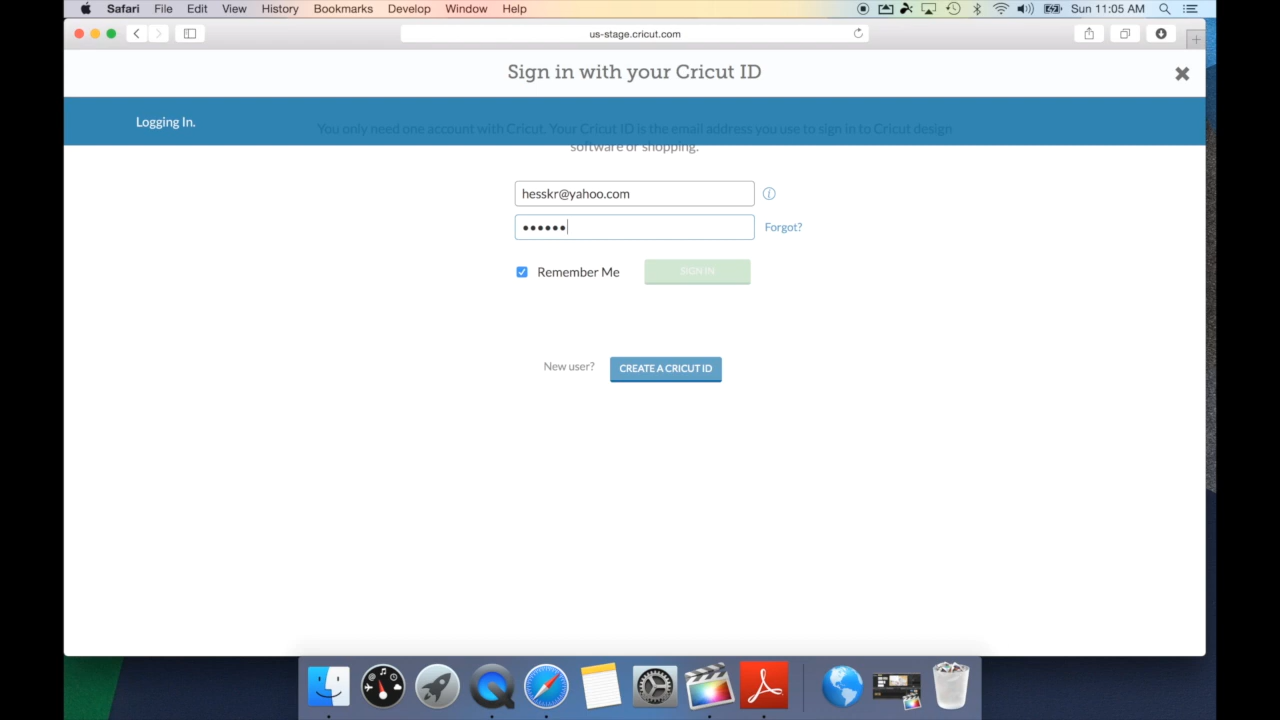 Safari File Edit View History Bookmarks Develop Window Help Sun 11:05 AM
us-stage.cricut.com
Sign in with your Cricut ID
Logging In.
You only need one account with Cricut. Your Cricut ID is the email address you use to sign in to Cricut design
software or shopping.
hesskr@yahoo.com
••••••
Forgot?
Remember Me
SIGN IN
New user?
CREATE A CRICUT ID